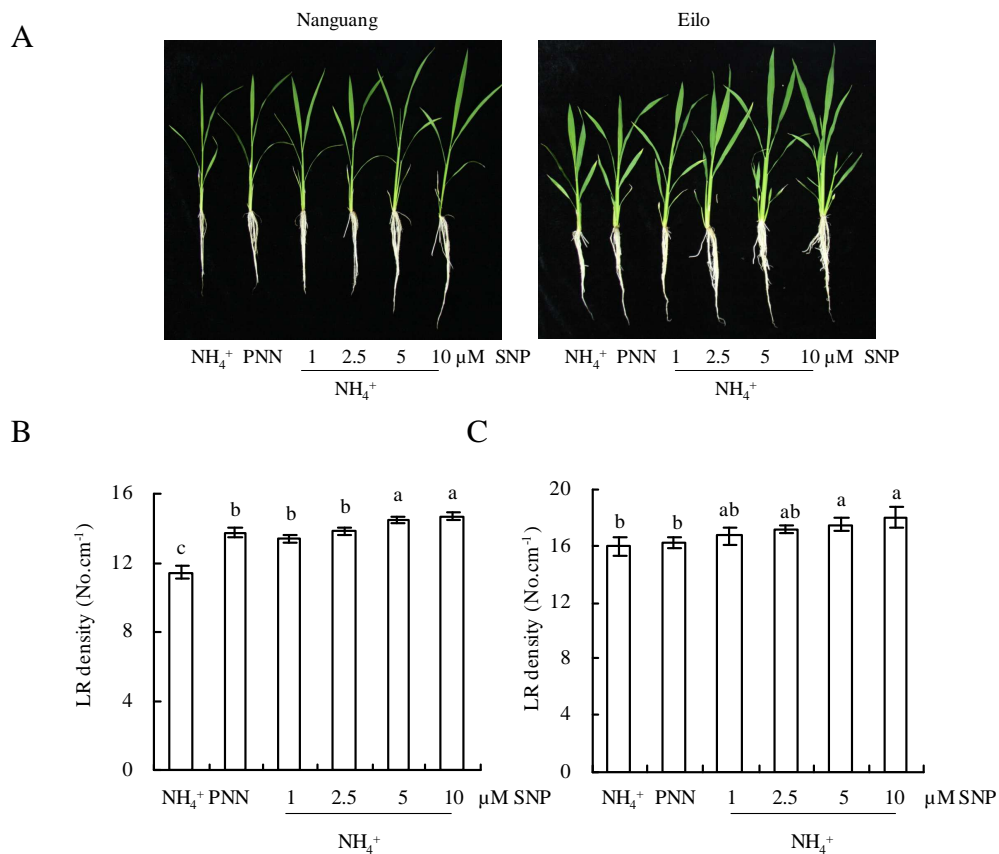 A
Nanguang
Eilo
NH₄⁺ PNN 1 2.5 5 10 µM SNP
NH₄⁺
NH₄⁺ PNN 1 2.5 5 10 µM SNP
NH₄⁺
B
LR density (No.cm⁻¹)
16
12
8
4
0
c
b
b
b
a
a
NH₄⁺ PNN 1 2.5 5 10 µM SNP
NH₄⁺
C
LR density (No.cm⁻¹)
20
16
12
8
4
0
b
b
ab
ab
a
a
NH₄⁺ PNN 1 2.5 5 10 µM SNP
NH₄⁺